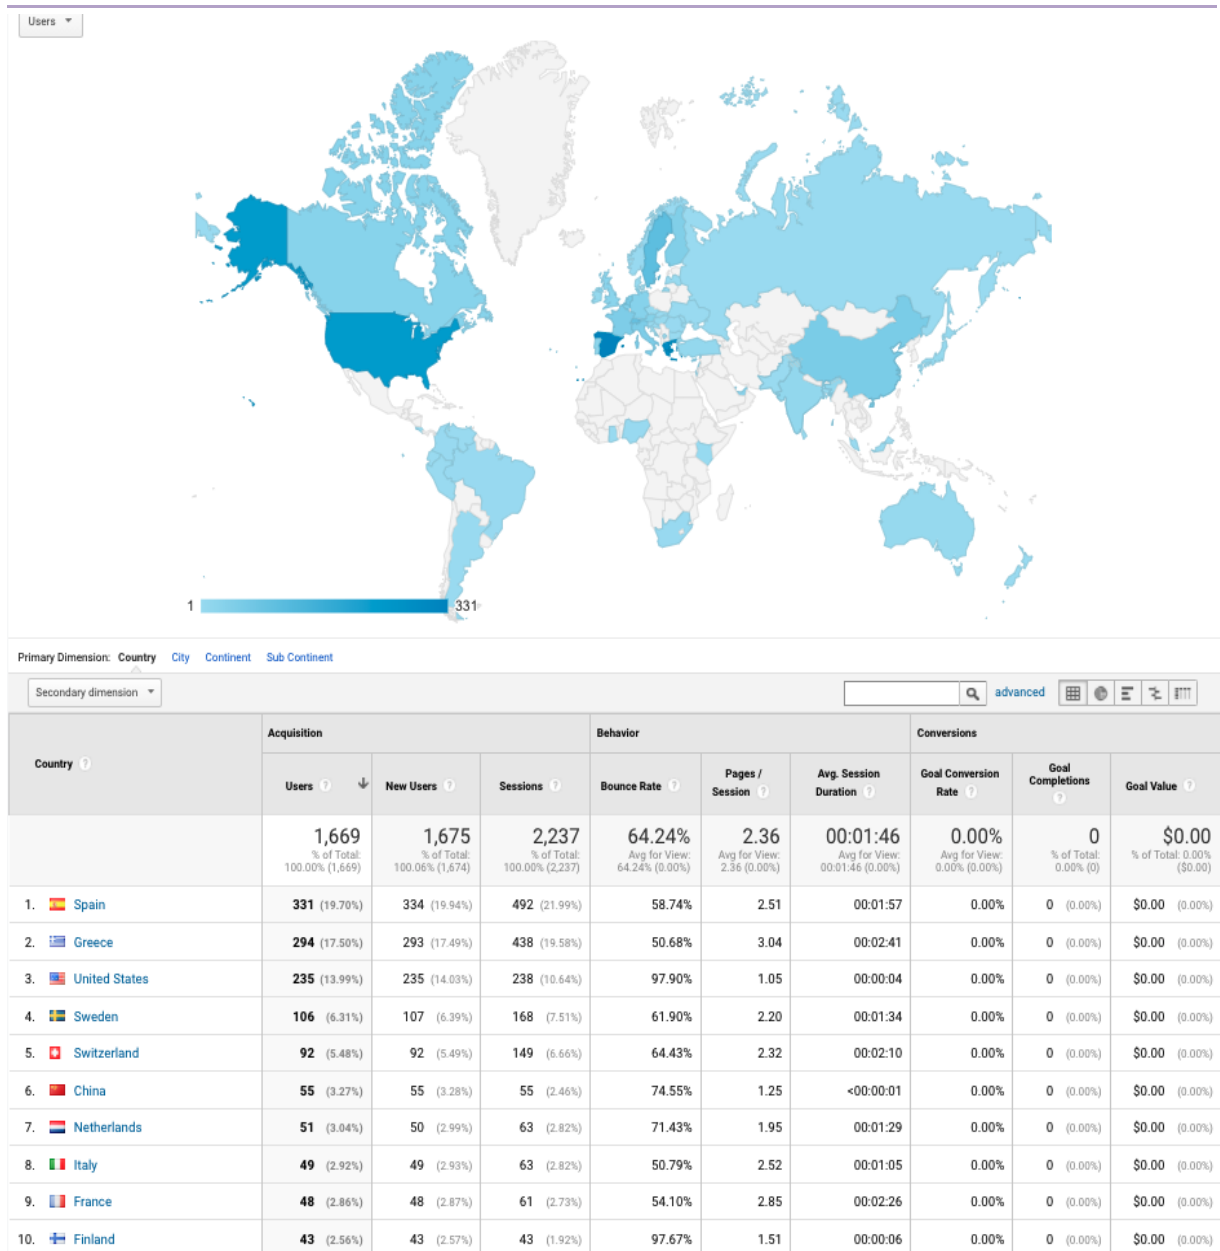 Users
1 331
Primary Dimension: Country City Continent Sub Continent
Secondary dimension advanced
Country ? Acquisition Behavior Conversions
Users ? New Users ? Sessions ? Bounce Rate ? Pages / Session ? Avg. Session Duration ? Goal Conversion Rate ? Goal Completions ? Goal Value ?
1,669 1,675 2,237 64.24% 2.36 00:01:46 0.00% 0 $0.00
% of Total: % of Total: % of Total: Avg for View: Avg for View: Avg for View: Avg for View: % of Total: % of Total: 0.00%
100.00% (1,669) 100.06% (1,674) 100.00% (2,237) 64.24% (0.00%) 2.36 (0.00%) 00:01:46 (0.00%) 0.00% (0.00%) 0.00% (0) ($0.00)
1. Spain 331 (19.70%) 334 (19.94%) 492 (21.99%) 58.74% 2.51 00:01:57 0.00% 0 (0.00%) $0.00 (0.00%)
2. Greece 294 (17.50%) 293 (17.49%) 438 (19.58%) 50.68% 3.04 00:02:41 0.00% 0 (0.00%) $0.00 (0.00%)
3. United States 235 (13.99%) 235 (14.03%) 238 (10.64%) 97.90% 1.05 00:00:04 0.00% 0 (0.00%) $0.00 (0.00%)
4. Sweden 106 (6.31%) 107 (6.39%) 168 (7.51%) 61.90% 2.20 00:01:34 0.00% 0 (0.00%) $0.00 (0.00%)
5. Switzerland 92 (5.48%) 92 (5.49%) 149 (6.66%) 64.43% 2.32 00:02:10 0.00% 0 (0.00%) $0.00 (0.00%)
6. China 55 (3.27%) 55 (3.28%) 55 (2.46%) 74.55% 1.25 <00:00:01 0.00% 0 (0.00%) $0.00 (0.00%)
7. Netherlands 51 (3.04%) 50 (2.99%) 63 (2.82%) 71.43% 1.95 00:01:29 0.00% 0 (0.00%) $0.00 (0.00%)
8. Italy 49 (2.92%) 49 (2.93%) 63 (2.82%) 50.79% 2.52 00:01:05 0.00% 0 (0.00%) $0.00 (0.00%)
9. France 48 (2.86%) 48 (2.87%) 61 (2.73%) 54.10% 2.85 00:02:26 0.00% 0 (0.00%) $0.00 (0.00%)
10. Finland 43 (2.56%) 43 (2.57%) 43 (1.92%) 97.67% 1.51 00:00:06 0.00% 0 (0.00%) $0.00 (0.00%)